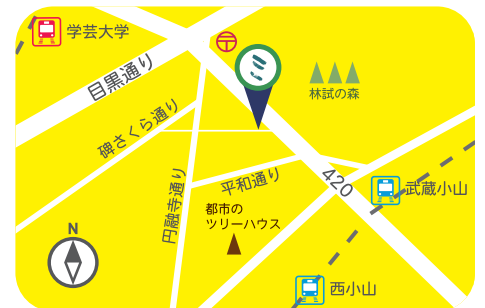 学芸大学
目黒通り
林試の森
碑さくら通り
円融寺通り
平和通り
420
武蔵小山
都市の
ツリーハウス
N
西小山